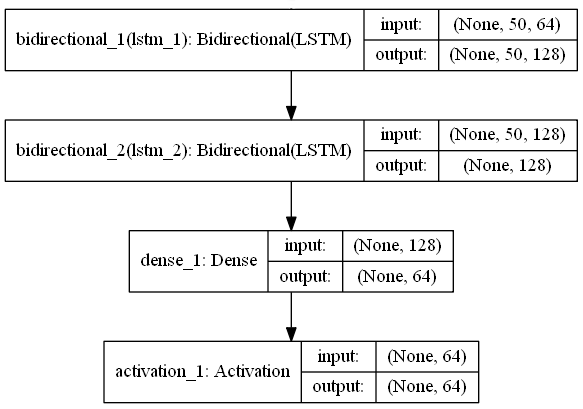 bidirectional_1(lstm_1): Bidirectional(LSTM)
input: (None, 50, 64)
output: (None, 50, 128)
bidirectional_2(lstm_2): Bidirectional(LSTM)
input: (None, 50, 128)
output: (None, 128)
dense_1: Dense
input: (None, 128)
output: (None, 64)
activation_1: Activation
input: (None, 64)
output: (None, 64)